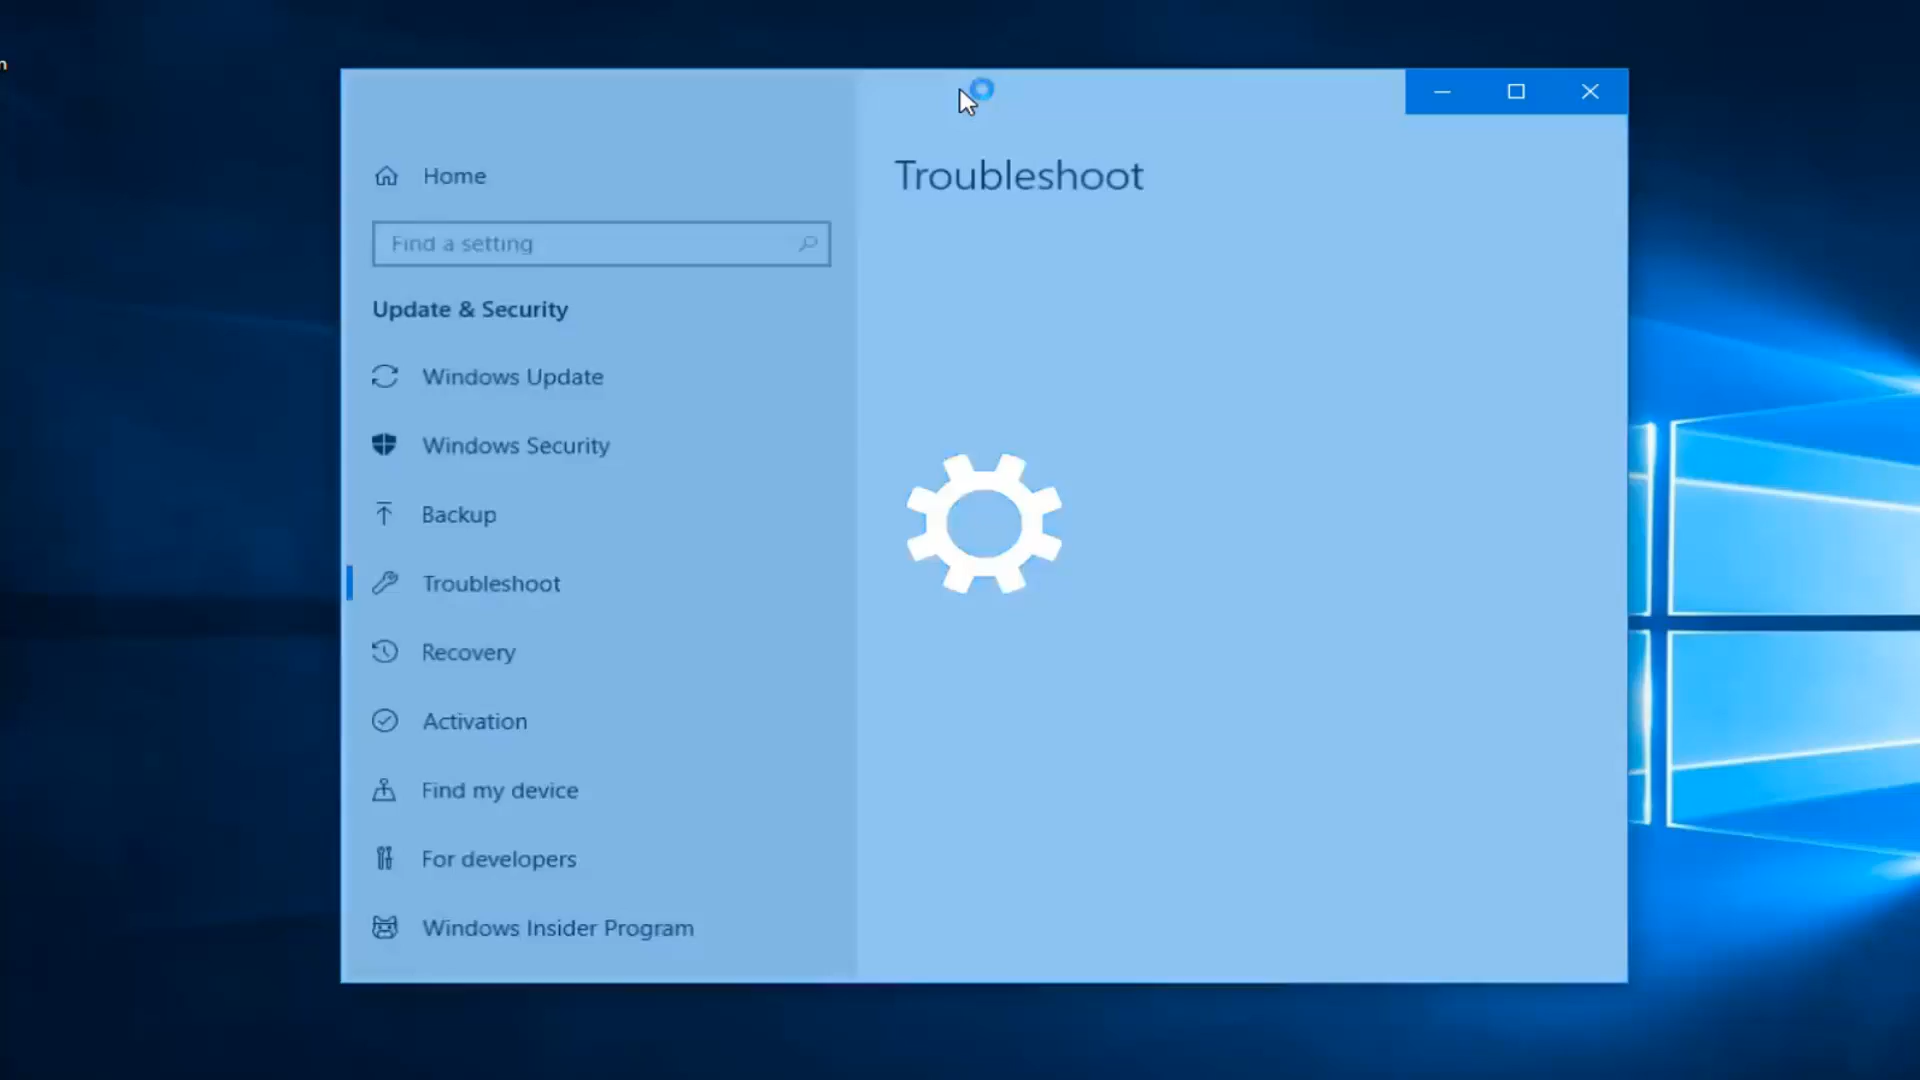 n
Home
Troubleshoot
Find a setting
Update & Security
Windows Update
Windows Security
Backup
Troubleshoot
Recovery
Activation
Find my device
For developers
Windows Insider Program